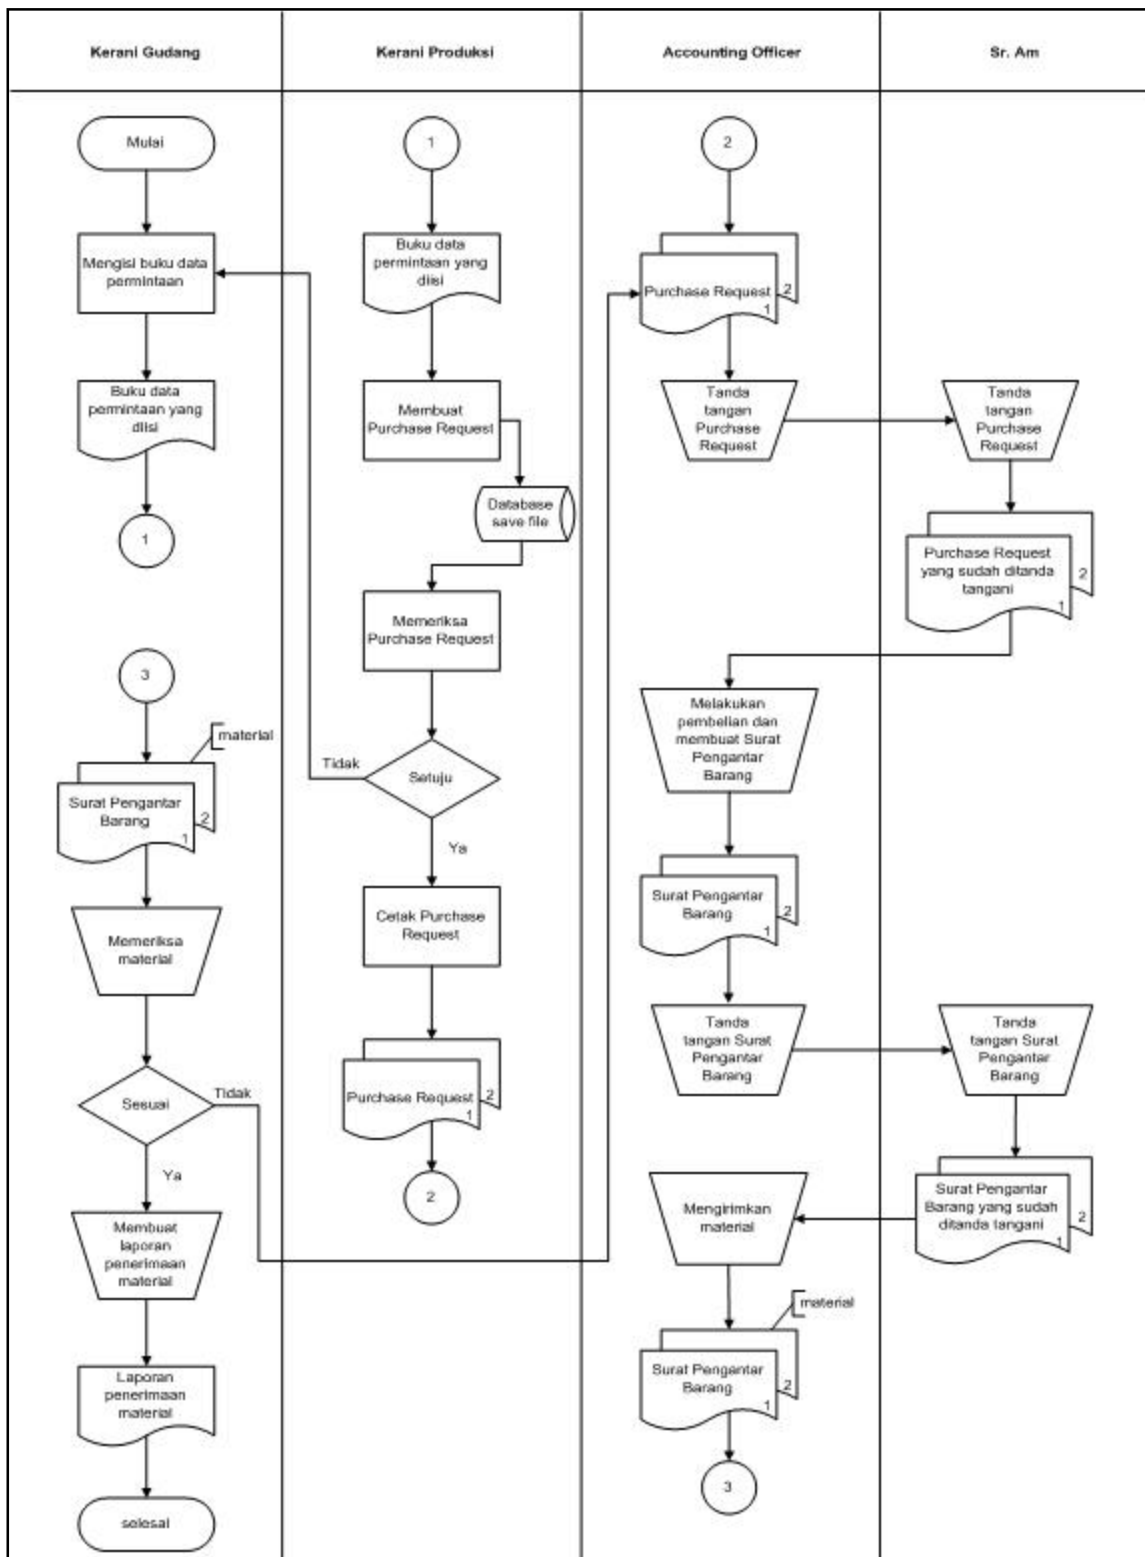 Kerani Gudang
Kerani Produksi
Accounting Officer
Sr. Am
Mulai
Mengisi buku data
permintaan
Buku data
permintaan yang
diisi
1
3
material
Surat Pengantar
Barang
1
2
Memeriksa
material
Sesuai
Tidak
Ya
Membuat
laporan
penerimaan
material
Laporan
penerimaan
material
selesai
1
Buku data
permintaan yang
diisi
Membuat
Purchase Request
Database
save file
Memeriksa
Purchase Request
Setuju
Tidak
Ya
Cetak Purchase
Request
Purchase Request
1
2
2
2
Purchase Request
1
2
Tanda
tangan
Purchase
Request
Melakukan
pembelian dan
membuat Surat
Pengantar
Barang
Surat Pengantar
Barang
1
2
Tanda
tangan Surat
Pengantar
Barang
Mengirimkan
material
material
Surat Pengantar
Barang
1
2
3
Tanda
tangan
Purchase
Request
Purchase Request
yang sudah ditanda
tangani
1
2
Tanda
tangan Surat
Pengantar
Barang
Surat Pengantar
Barang yang sudah
ditanda tangani
1
2